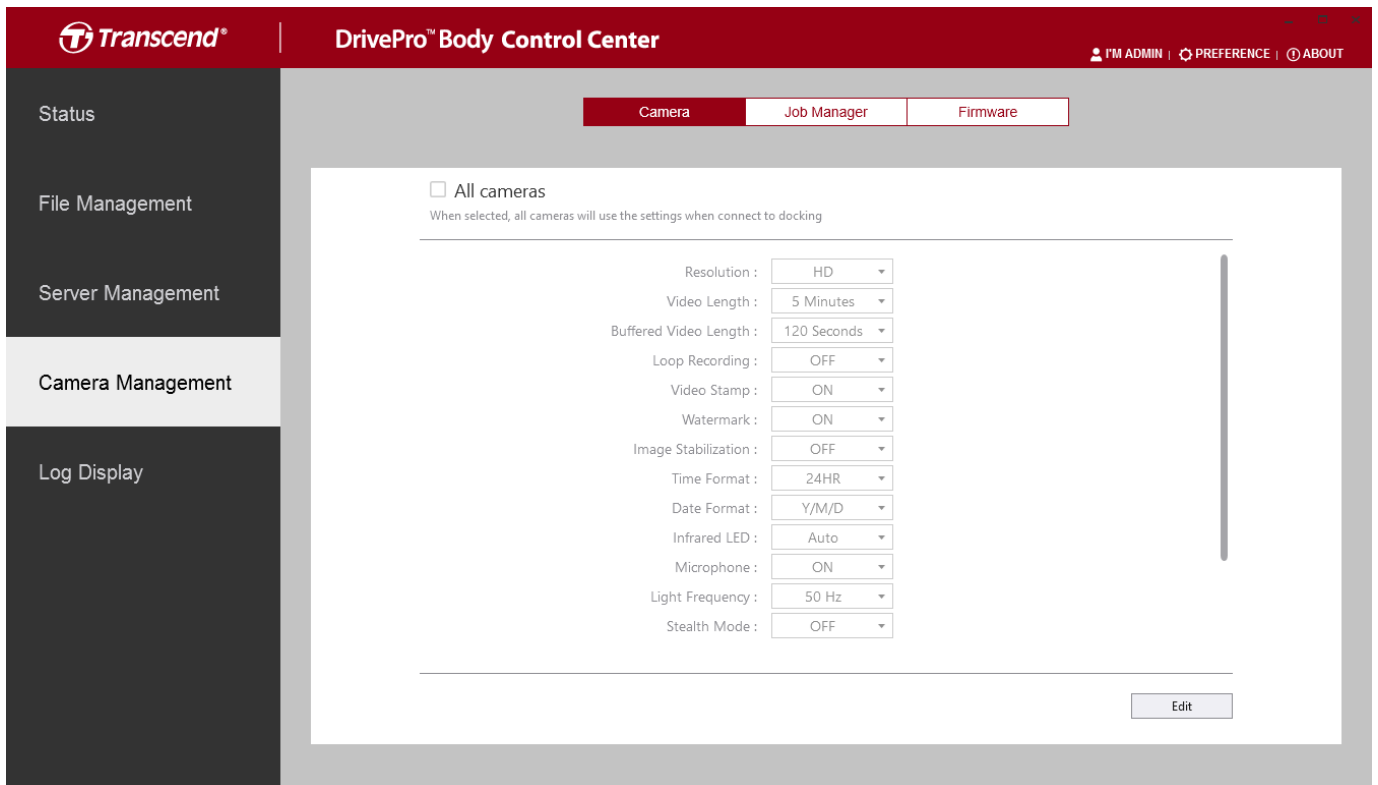 Transcend®
DrivePro™ Body Control Center
I'M ADMIN | PREFERENCE | ABOUT
Status
File Management
Server Management
Camera Management
Log Display
Camera
Job Manager
Firmware
All cameras
When selected, all cameras will use the settings when connect to docking
Resolution : HD
Video Length : 5 Minutes
Buffered Video Length : 120 Seconds
Loop Recording : OFF
Video Stamp : ON
Watermark : ON
Image Stabilization : OFF
Time Format : 24HR
Date Format : Y/M/D
Infrared LED : Auto
Microphone : ON
Light Frequency : 50 Hz
Stealth Mode : OFF
Edit